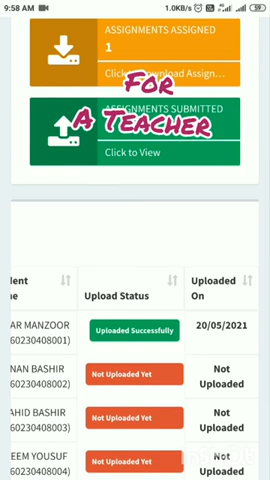 9:58 AM
1.0KB/s
59
ASSIGNMENTS ASSIGNED
1
Click to Download Assign...
For
A Teacher
ASSIGNMENTS SUBMITTED
Click to View
dent
ne
Upload Status
Uploaded
On
AR MANZOOR
60230408001)
Uploaded Successfully
20/05/2021
NAN BASHIR
60230408002)
Not Uploaded Yet
Not
Uploaded
AHID BASHIR
60230408003)
Not Uploaded Yet
Not
Uploaded
EEM YOUSUF
60230408004)
Not Uploaded Yet
Not
Uploaded